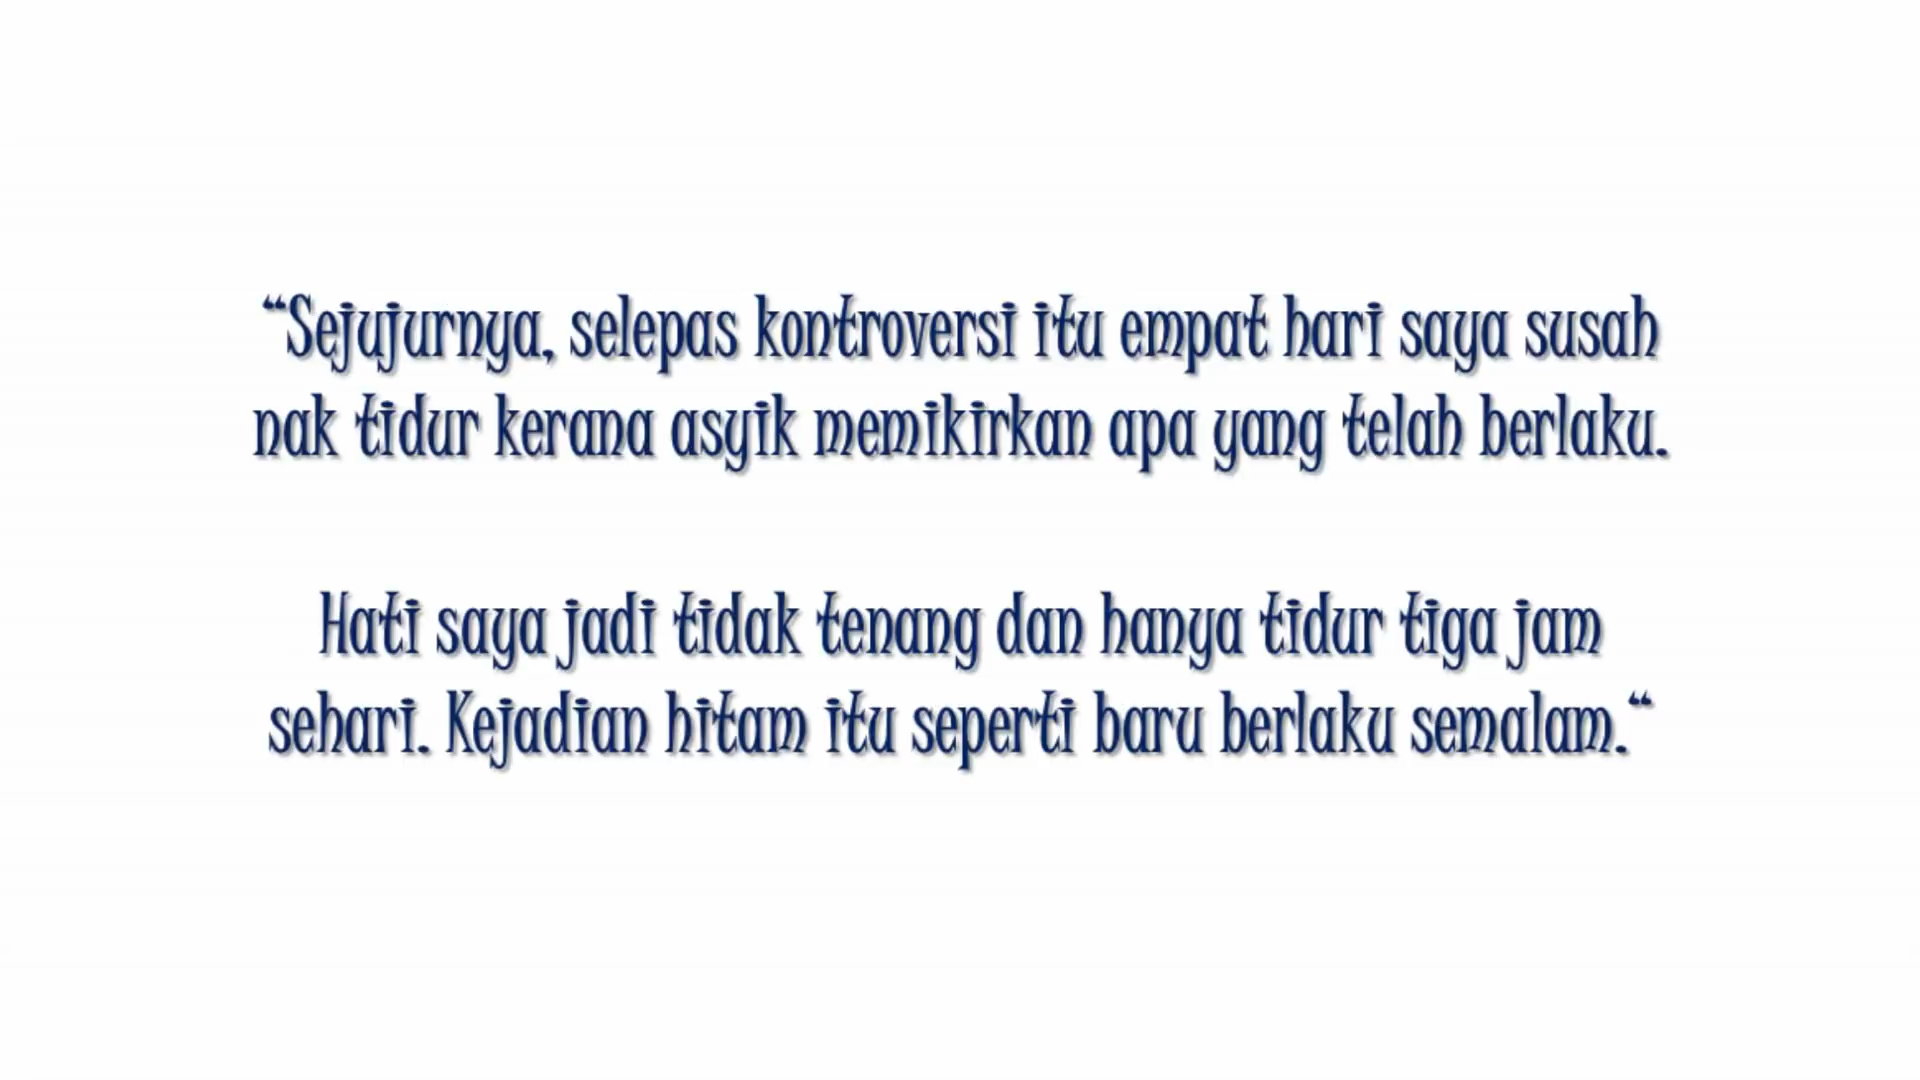 “Sejujurnya, selepas kontroversi itu empat hari saya susah
nak tidur kerana asyik memikirkan apa yang telah berlaku.
Hati saya jadi tidak tenang dan hanya tidur tiga jam
sehari. Kejadian hitam itu seperti baru berlaku semalam.“